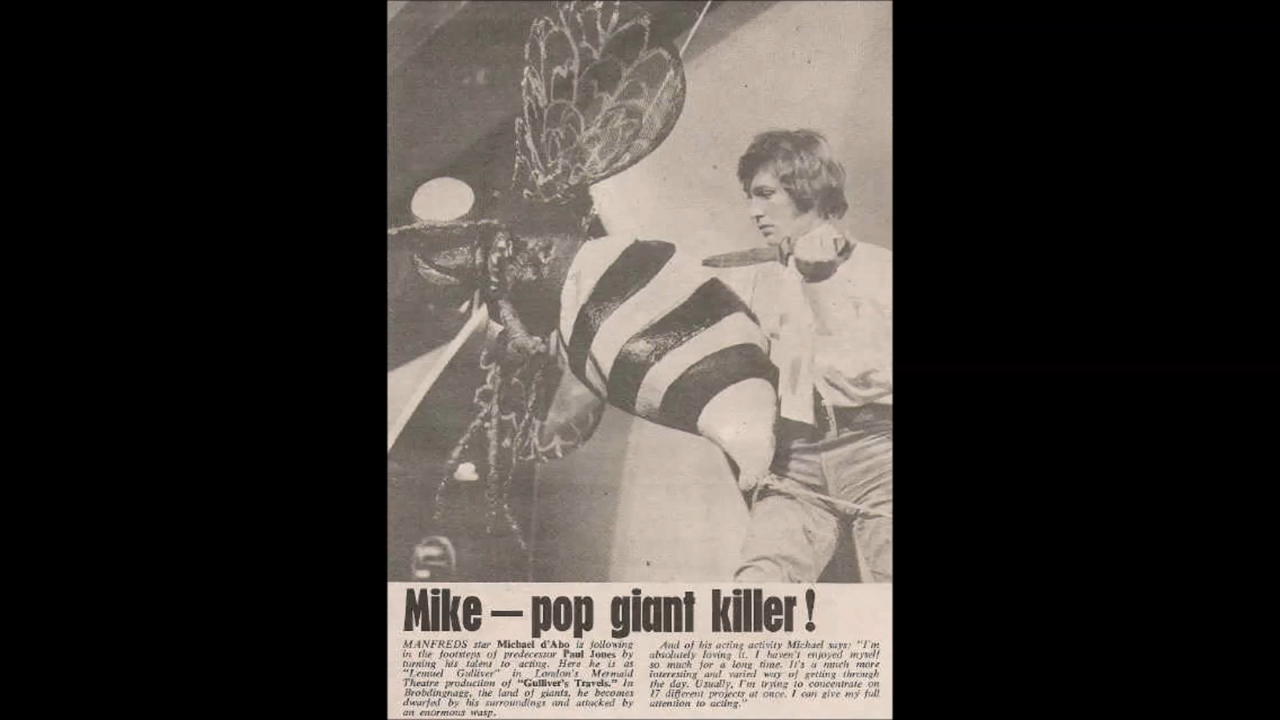 Mike — pop giant killer!
MANFREDS star Michael d'Abo is following
in the footsteps of predecessor Paul Jones by
turning his talent to acting. Here he is as
"Lemuel Gulliver" in London's Mermaid
Theatre production of "Gulliver's Travels." In
Brobdingnagg, the land of giants, he becomes
dwarfed by his surroundings and attacked by
an enormous wasp.
And of his acting activity Michael says: "I'm
absolutely loving it. I haven't enjoyed myself
so much for a long time. It's a much more
interesting and varied way of getting through
the day. Usually, I'm trying to concentrate on
17 different projects at once. I can give my full
attention to acting."